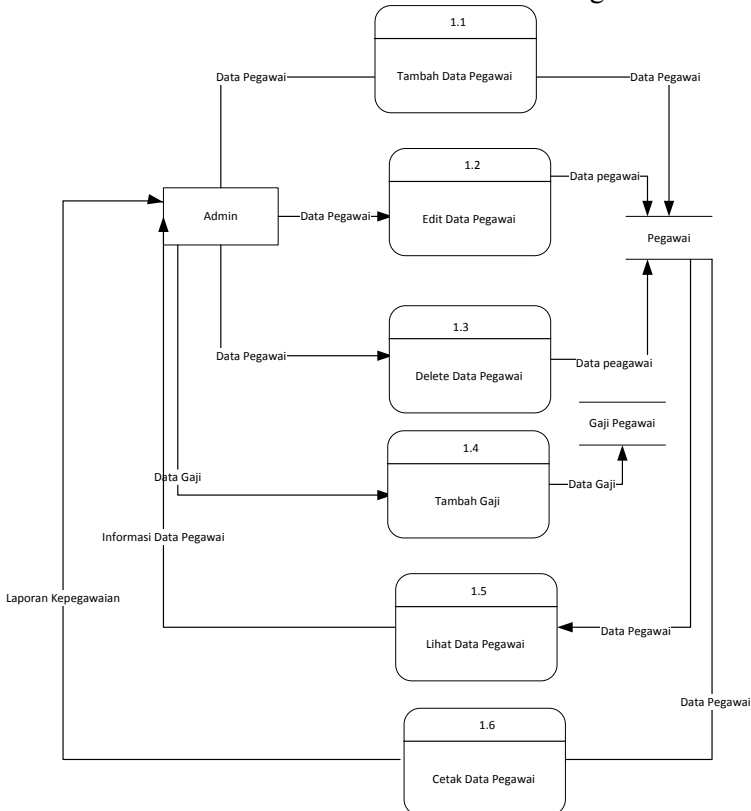 1.1
Data Pegawai
Tambah Data Pegawai
Data Pegawai
1.2
Data pegawai
Admin
Data Pegawai
Edit Data Pegawai
Pegawai
1.3
Data Pegawai
Delete Data Pegawai
Data peagawai
Gaji Pegawai
1.4
Data Gaji
Tambah Gaji
Data Gaji
Informasi Data Pegawai
1.5
Laporan Kepegawaian
Lihat Data Pegawai
Data Pegawai
Data Pegawai
1.6
Cetak Data Pegawai